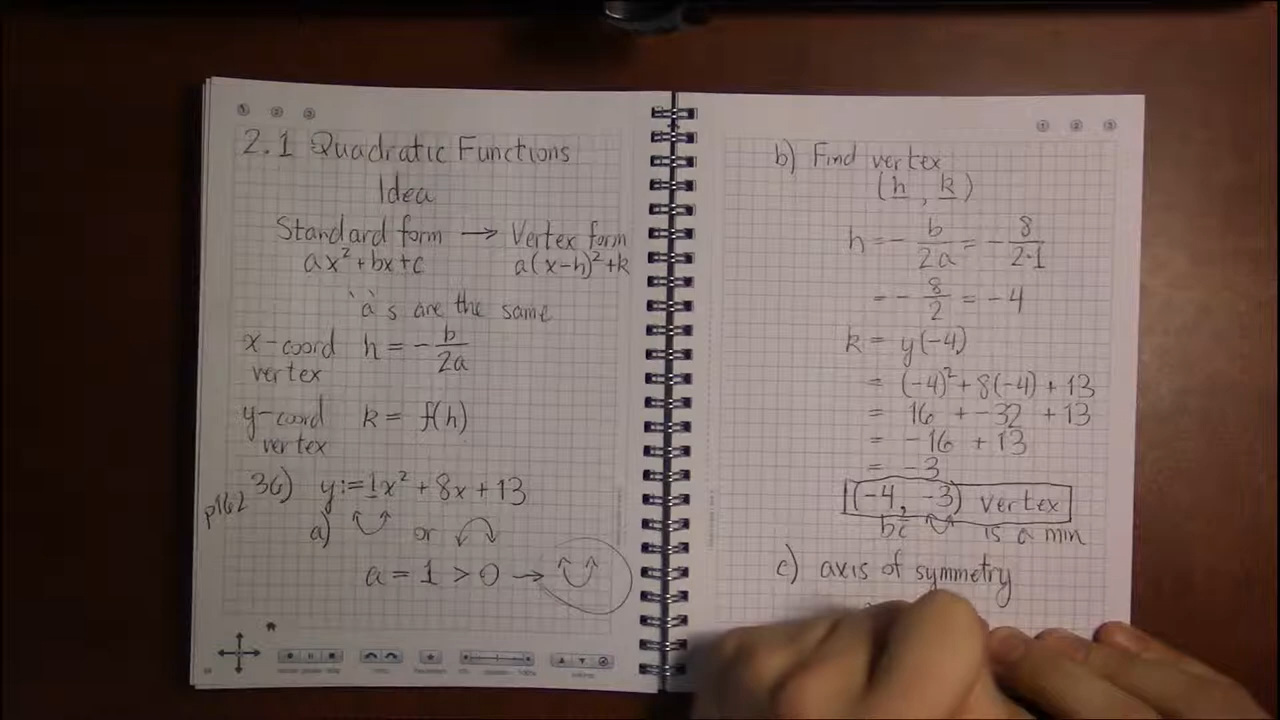 2.1 Quadratic Functions
Idea
Standard form → Vertex form
ax² + bx + c a(x-h)² + k
'a's are the same
x-coord vertex h = - b/2a
y-coord vertex k = f(h)
p162 36) y = 1x² + 8x + 13
a) or
a = 1 > 0 →
b) Find vertex
(h, k)
h = - b/2a = - 8/2·1
= - 8/2 = -4
k = y(-4)
= (-4)² + 8(-4) + 13
= 16 + -32 + 13
= -16 + 13
= -3
(-4, -3) vertex
bc is a min
c) axis of symmetry